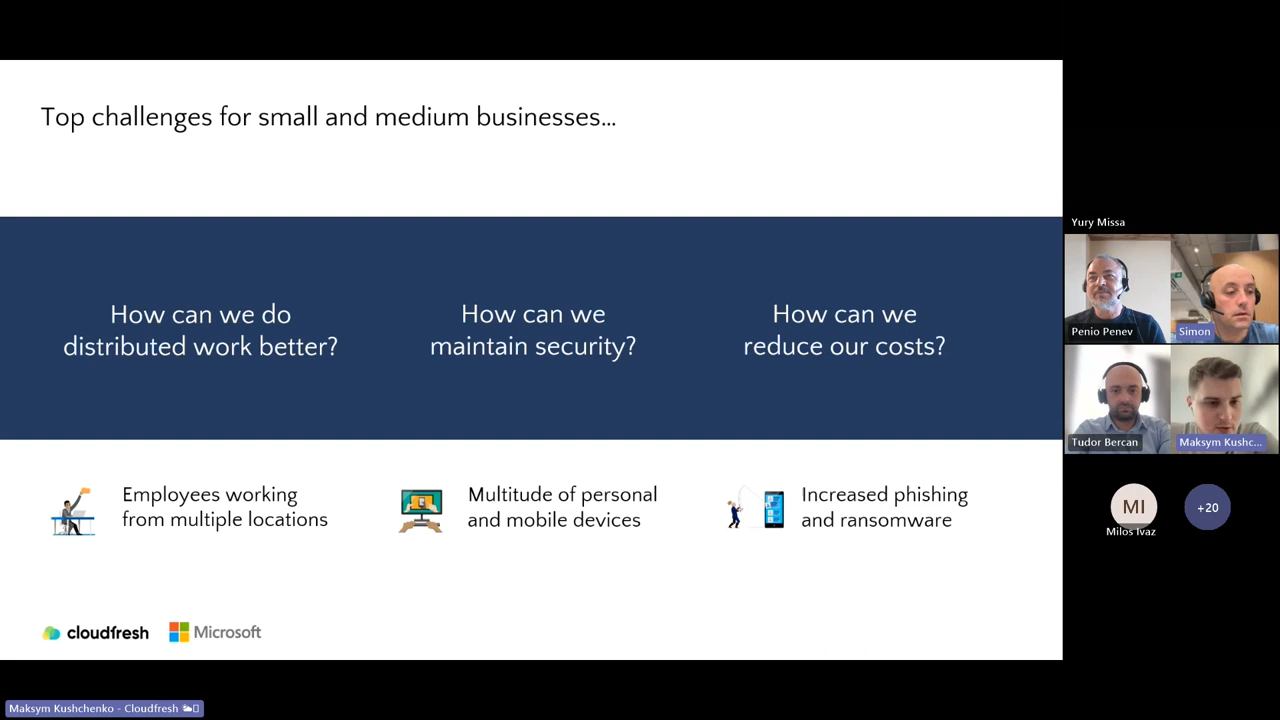 Top challenges for small and medium businesses...
How can we do
distributed work better?
How can we
maintain security?
How can we
reduce our costs?
Employees working
from multiple locations
Multitude of personal
and mobile devices
Increased phishing
and ransomware
cloudfresh
Microsoft
Yury Missa
Penio Penev
Simon
Tudor Bercan
Maksym Kushc...
MI
Milos Ivaz
+20
Maksym Kushchenko - Cloudfresh